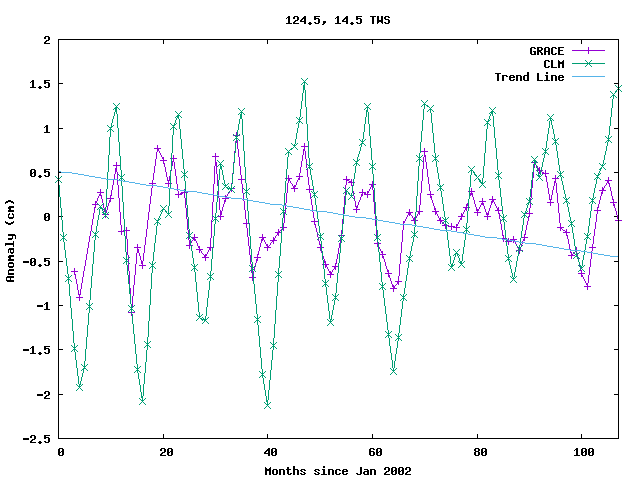 124.5, 14.5 TWS
GRACE
CLM
Trend Line
2
1.5
1
0.5
0
-0.5
-1
-1.5
-2
-2.5
Anomaly (cm)
0 20 40 60 80 100
Months since Jan 2002